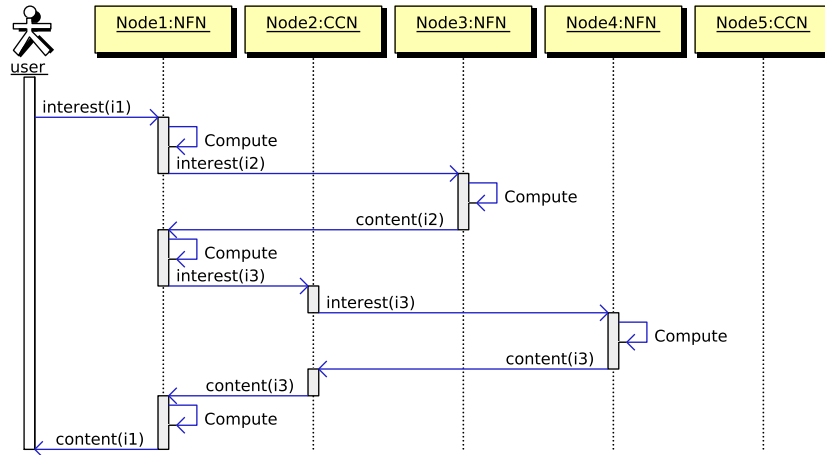 Node1:NFN
Node2:CCN
Node3:NFN
Node4:NFN
Node5:CCN
user
interest(i1)
Compute
interest(i2)
Compute
content(i2)
Compute
interest(i3)
interest(i3)
Compute
content(i3)
content(i3)
Compute
content(i1)